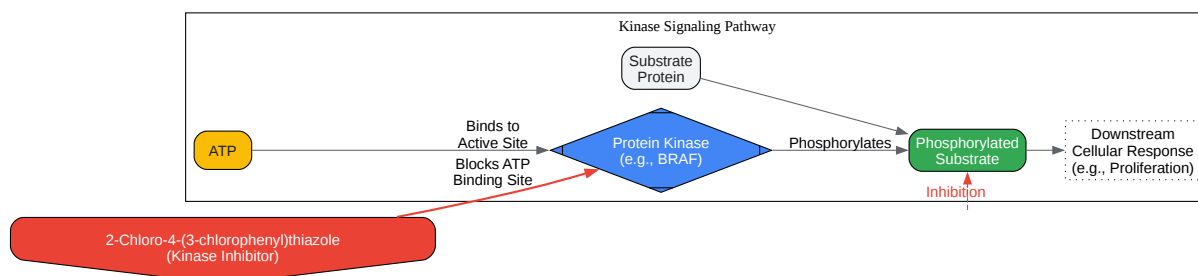 Kinase Signaling Pathway
Substrate
Protein
ATP
Binds to
Active Site
Protein Kinase
(e.g., BRAF)
Phosphorylates
Phosphorylated
Substrate
Downstream
Cellular Response
(e.g., Proliferation)
Blocks ATP
Binding Site
Inhibition
2-Chloro-4-(3-chlorophenyl)thiazole
(Kinase Inhibitor)